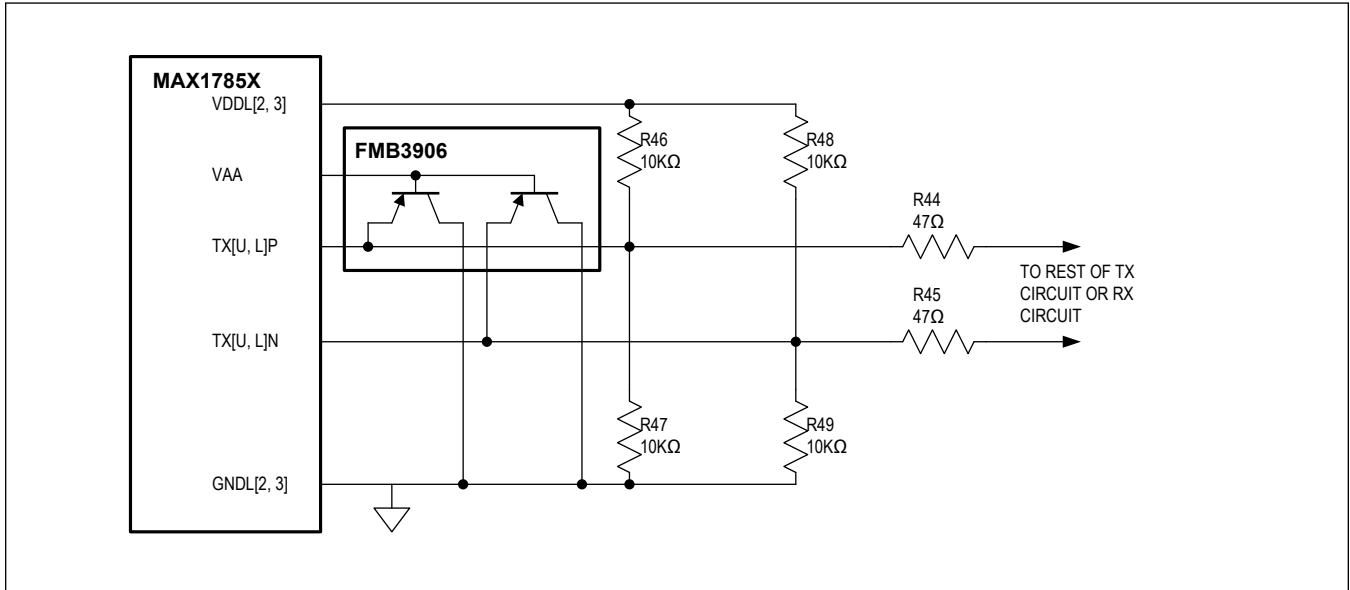 MAX1785X
VDDL[2, 3]
FMB3906
VAA
TX[U, L]P
TX[U, L]N
GNDL[2, 3]
R46
10KΩ
R48
10KΩ
R44
47Ω
R45
47Ω
TO REST OF TX
CIRCUIT OR RX
CIRCUIT
R47
10KΩ
R49
10KΩ